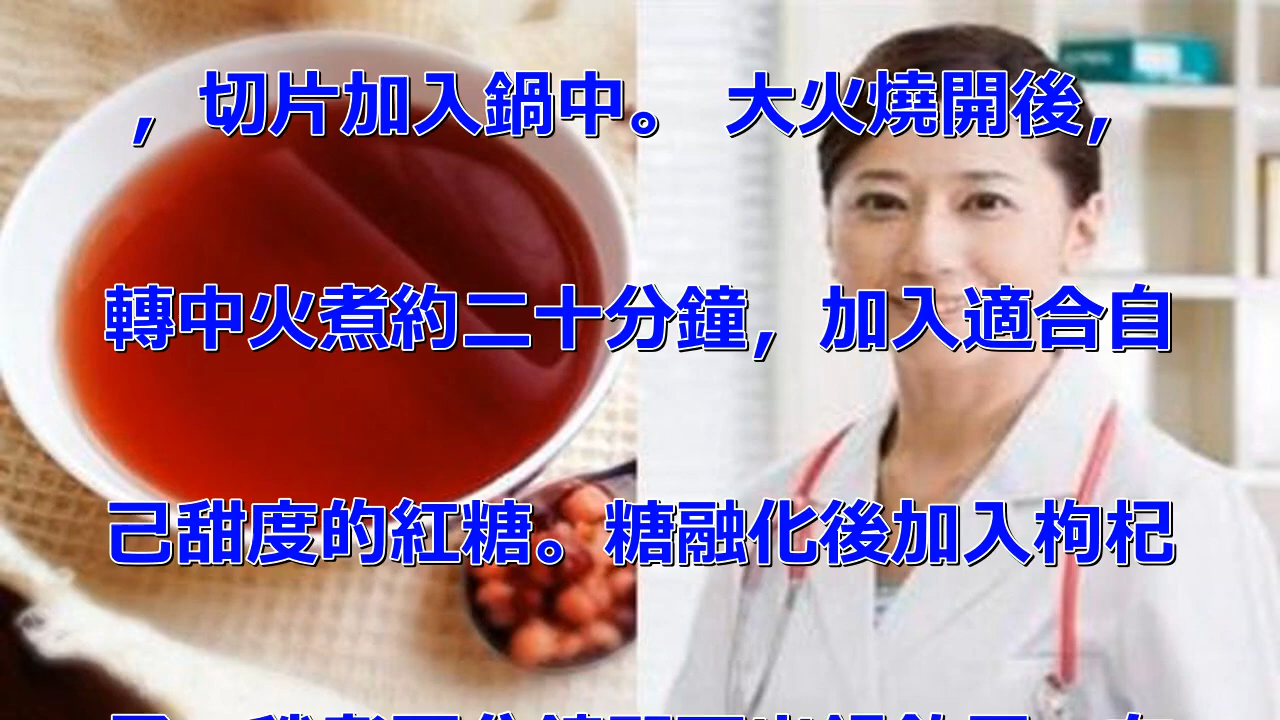 ，切片加入鍋中。 大火燒開後，
轉中火煮約二十分鐘，加入適合自
己甜度的紅糖。糖融化後加入枸杞